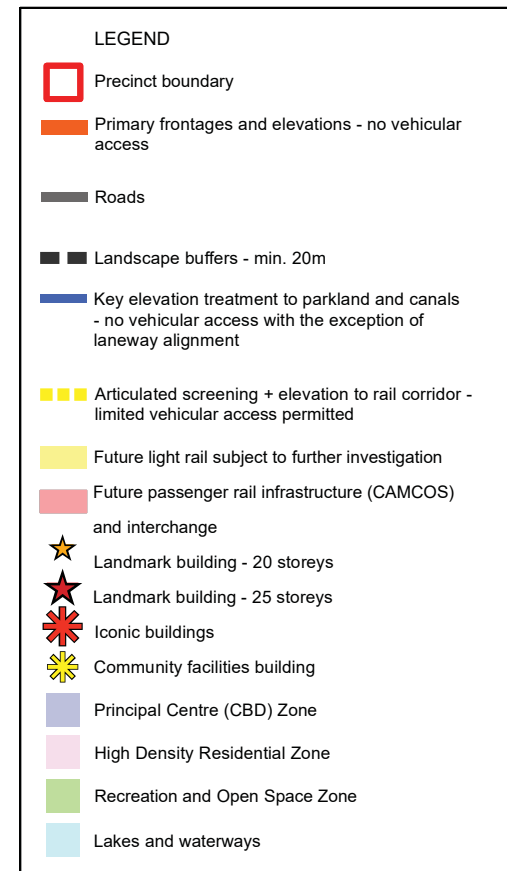 LEGEND
Precinct boundary
Primary frontages and elevations - no vehicular
access
Roads
Landscape buffers - min. 20m
Key elevation treatment to parkland and canals
- no vehicular access with the exception of
laneway alignment
Articulated screening + elevation to rail corridor -
limited vehicular access permitted
Future light rail subject to further investigation
Future passenger rail infrastructure (CAMCOS)
and interchange
Landmark building - 20 storeys
Landmark building - 25 storeys
Iconic buildings
Community facilities building
Principal Centre (CBD) Zone
High Density Residential Zone
Recreation and Open Space Zone
Lakes and waterways